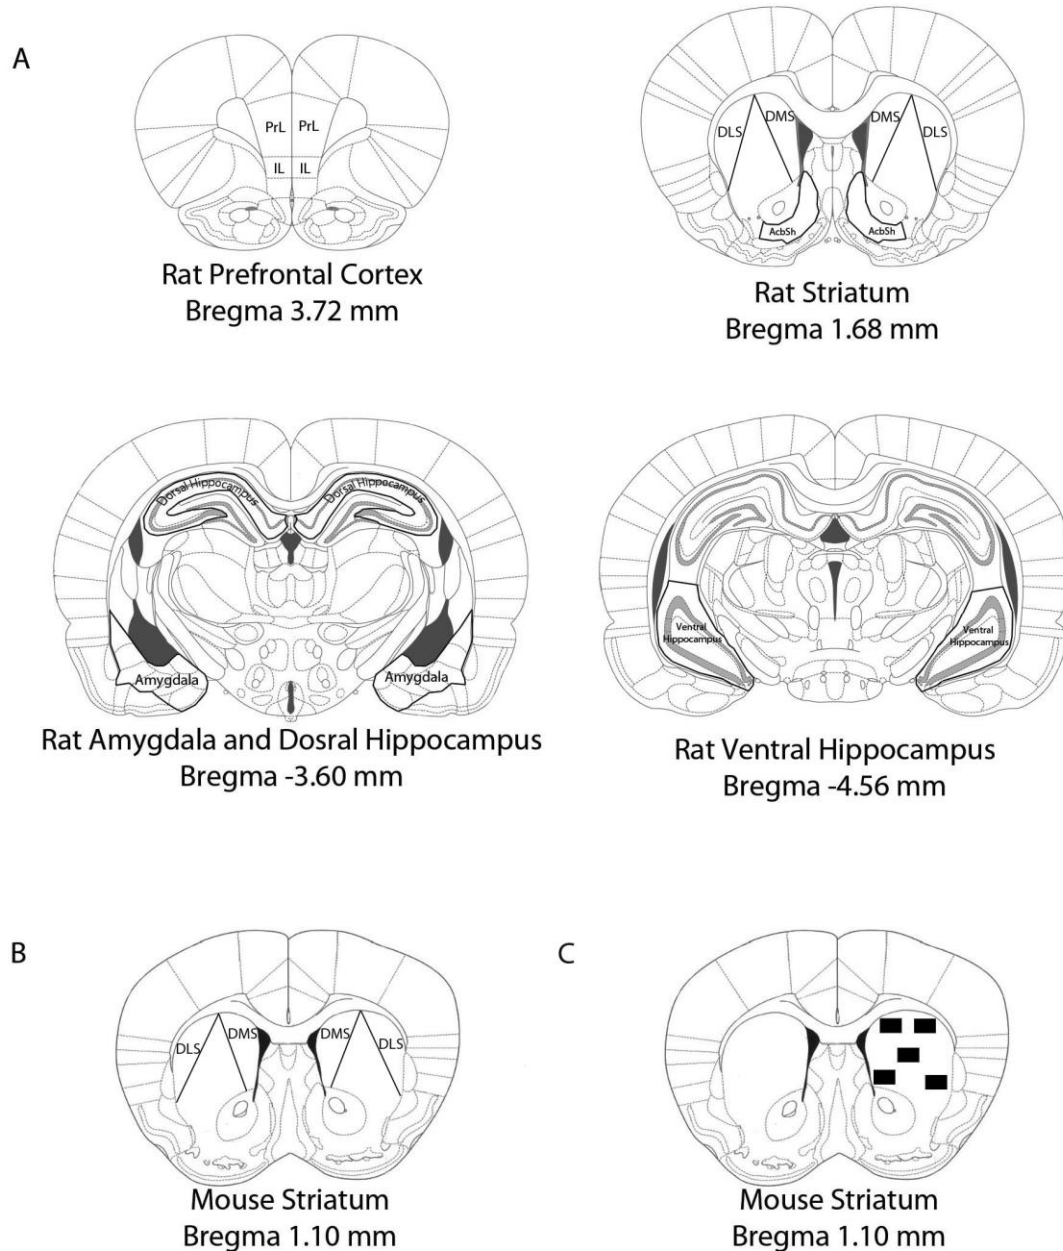 A
PrL PrL
IL IL
Rat Prefrontal Cortex
Bregma 3.72 mm
DLS DMS DMS DLS
AcbSh AcbSh
Rat Striatum
Bregma 1.68 mm
Dorsal Hippocampus Dorsal Hippocampus
Amygdala Amygdala
Rat Amygdala and Dosral Hippocampus
Bregma -3.60 mm
Ventral Hippocampus Ventral Hippocampus
Rat Ventral Hippocampus
Bregma -4.56 mm
B
DLS DMS DMS DLS
Mouse Striatum
Bregma 1.10 mm
C
Mouse Striatum
Bregma 1.10 mm